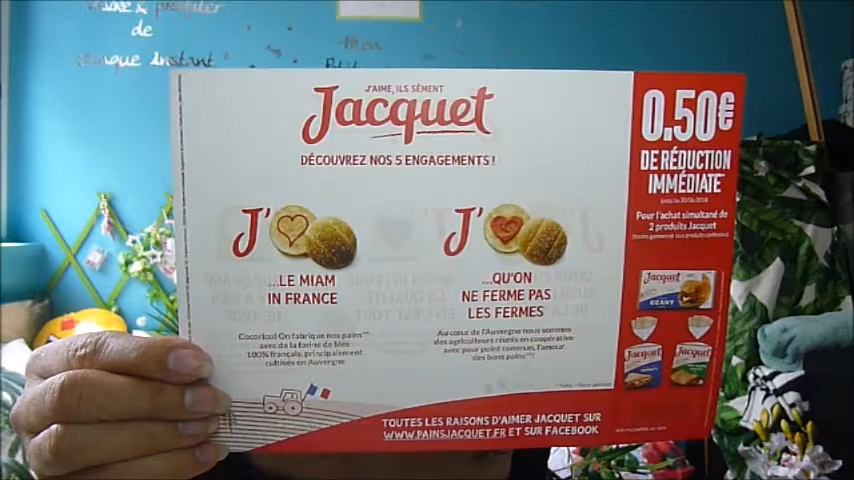 de
chaque instant
J'AIME, ILS SÈMENT
Jacquet
DÉCOUVREZ NOS 5 ENGAGEMENTS !
J'
...LE MIAM
IN FRANCE
Cocorico! On fabrique nos pains**
avec de la farine de blés
100% français, principalement
cultivés en Auvergne
J'
...QU'ON
NE FERME PAS
LES FERMES
Au cœur de l'Auvergne nous sommes
des agriculteurs réunis en coopérative
avec pour point commun, l'amour
des bons pains**!
TOUTES LES RAISONS D'AIMER JACQUET SUR
WWW.PAINSJACQUET.FR ET SUR FACEBOOK
0.50€
DE RÉDUCTION
IMMÉDIATE*
Pour l'achat simultané de
2 produits Jacquet
Jacquet
GEANT
Jacquet
Jacquet